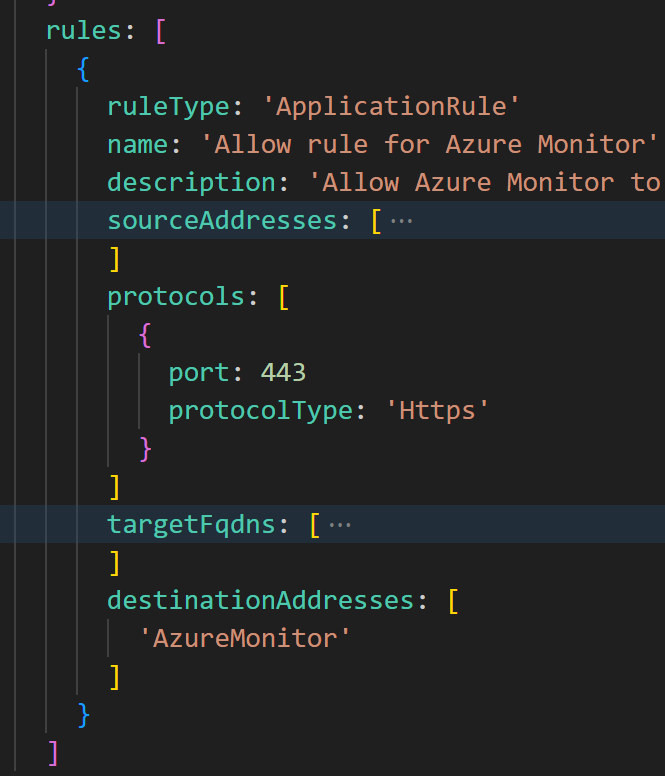 }
rules: [
{
ruleType: 'ApplicationRule'
name: 'Allow rule for Azure Monitor'
description: 'Allow Azure Monitor to
sourceAddresses: [ ···
]
protocols: [
{
port: 443
protocolType: 'Https'
}
]
targetFqdns: [ ···
]
destinationAddresses: [
'AzureMonitor'
]
}
]